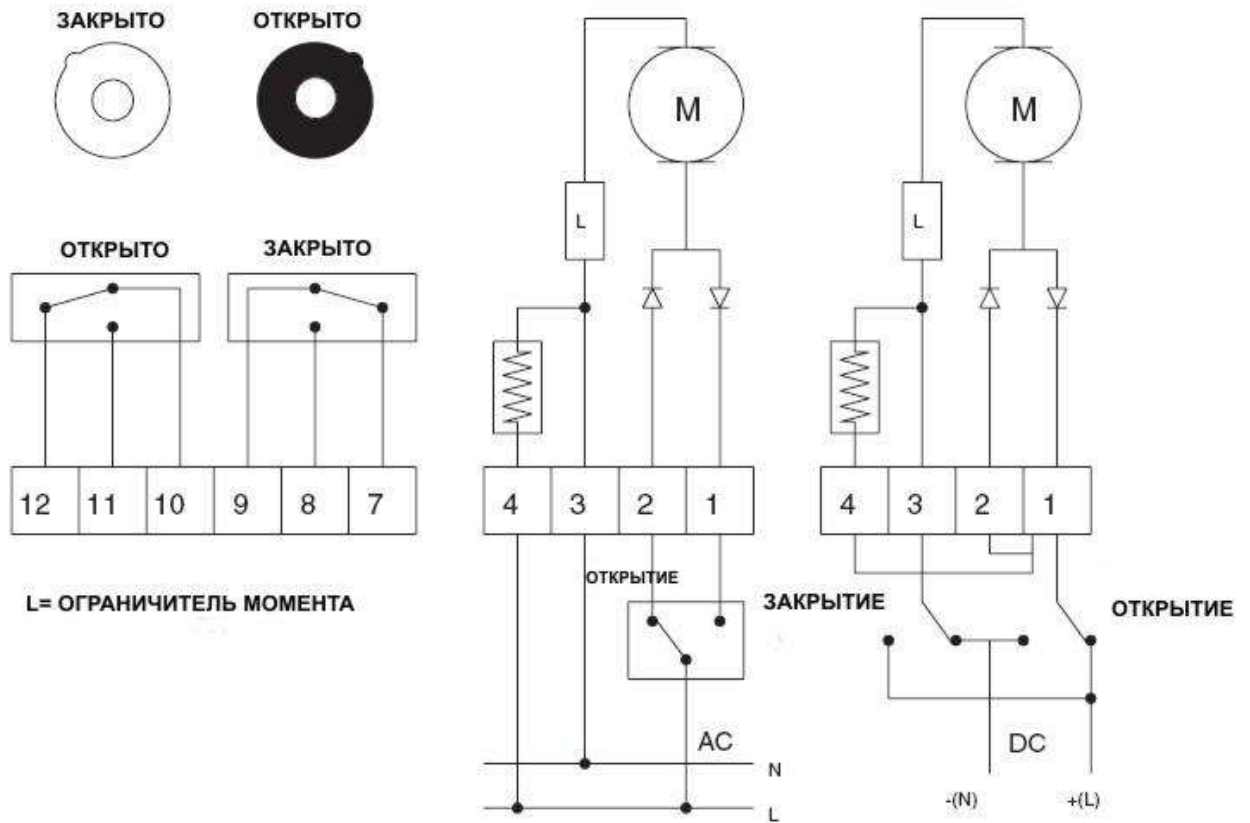 ЗАКРЫТО
ОТКРЫТО
M
M
L
L
ОТКРЫТО
ЗАКРЫТО
12 11 10 9 8 7
4 3 2 1
4 3 2 1
L= ОГРАНИЧИТЕЛЬ МОМЕНТА
ОТКРЫТИЕ
ЗАКРЫТИЕ
ОТКРЫТИЕ
AC
N
L
DC
-(N)
+(L)